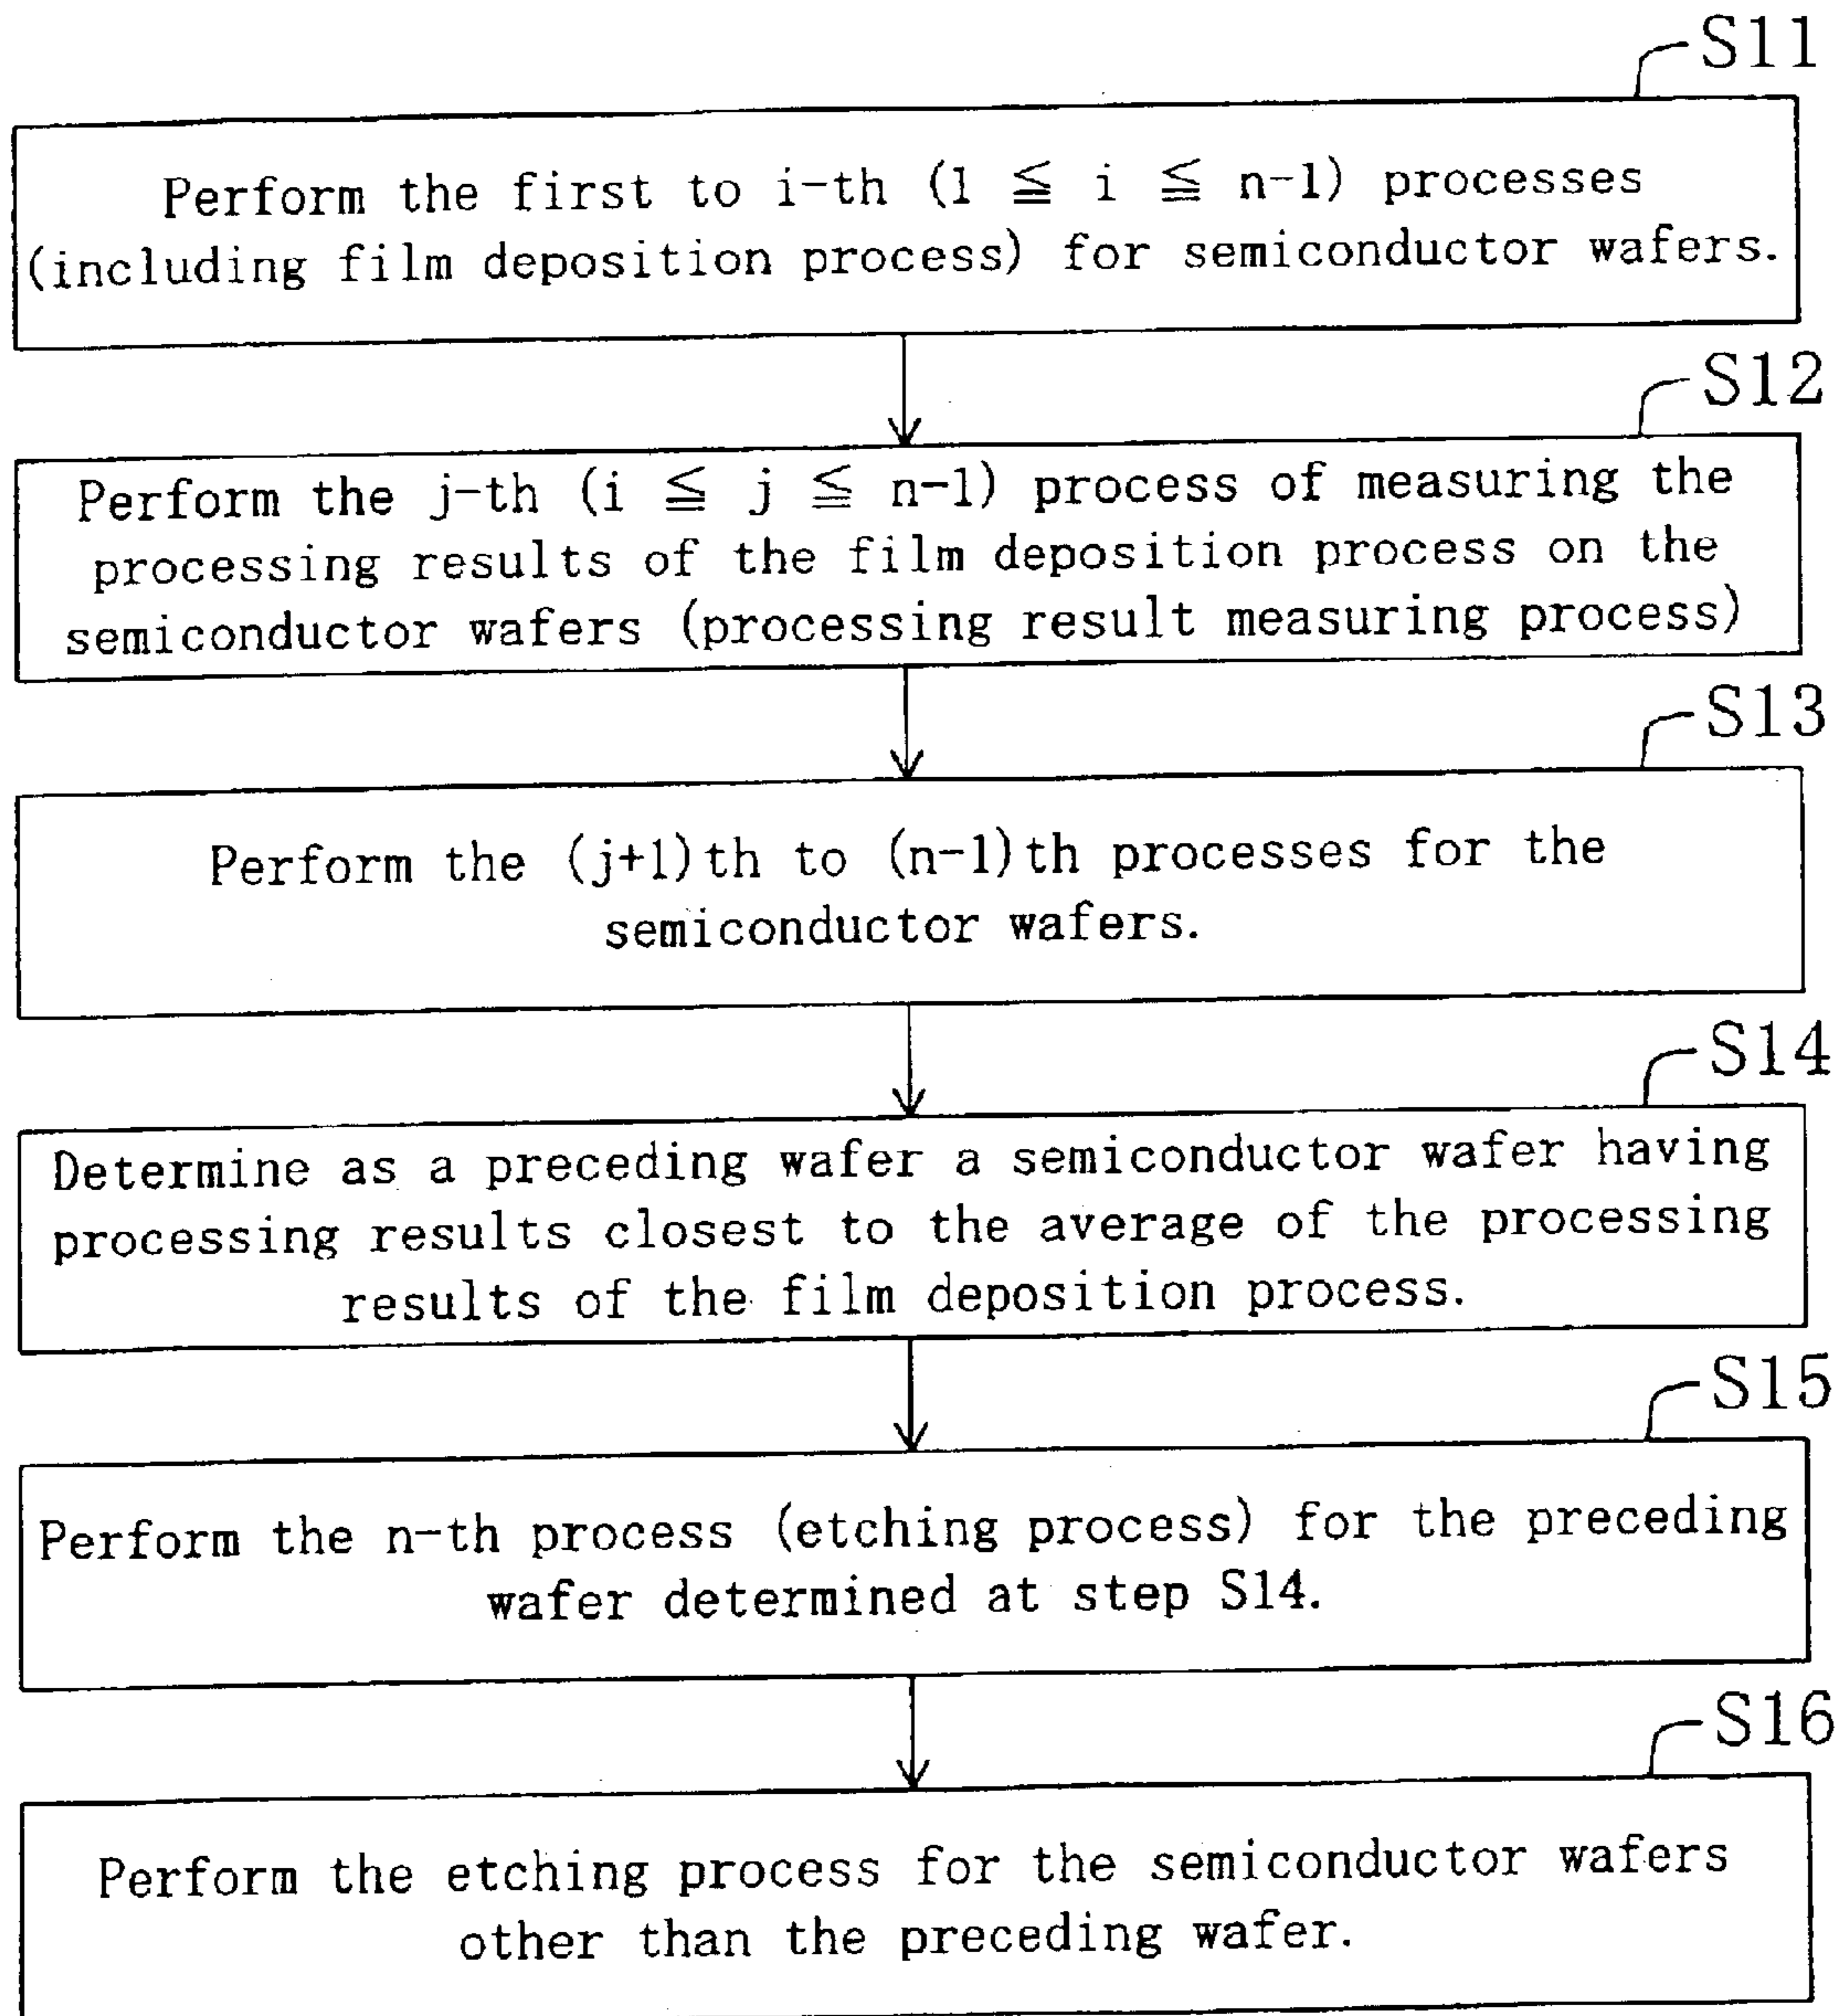 S11
Perform the first to i-th (1 ≦ i ≦ n-1) processes
(including film deposition process) for semiconductor wafers.
S12
Perform the j-th (i ≦ j ≦ n-1) process of measuring the
processing results of the film deposition process on the
semiconductor wafers (processing result measuring process)
S13
Perform the (j+1)th to (n-1)th processes for the
semiconductor wafers.
S14
Determine as a preceding wafer a semiconductor wafer having
processing results closest to the average of the processing
results of the film deposition process.
S15
Perform the n-th process (etching process) for the preceding
wafer determined at step S14.
S16
Perform the etching process for the semiconductor wafers
other than the preceding wafer.